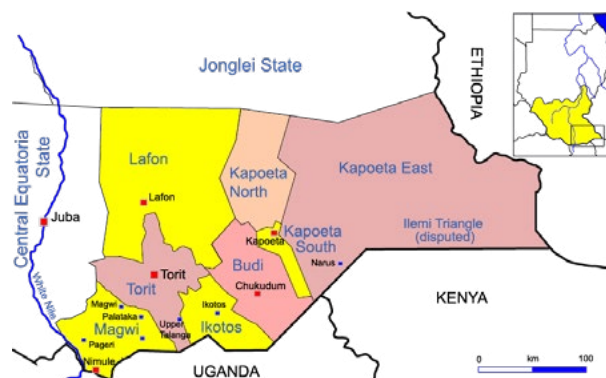 Jonglei State
ETHIOPIA
Central Equatoria
State
Lafon
Lafon
Kapoeta
North
Kapoeta East
Juba
Kapoeta
Kapoeta
South
Ilemi Triangle
(disputed)
Torit
Torit
Budi
Narus
White Nile
Chukudum
KENYA
Magwi
Palataka
Magwi
Upper
Talanga
Ikotos
Ikotos
Pageri
Nimule
UGANDA
0
km
100